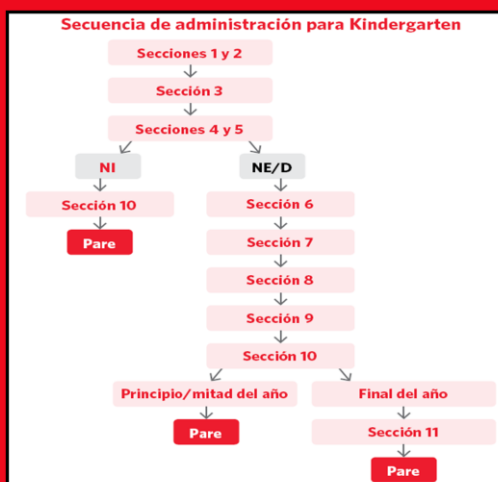 Secuencia de administración para Kindergarten
Secciones 1 y 2
Sección 3
Secciones 4 y 5
NI
NE/D
Sección 10
Sección 6
Pare
Sección 7
Sección 8
Sección 9
Sección 10
Principio/mitad del año
Final del año
Pare
Sección 11
Pare